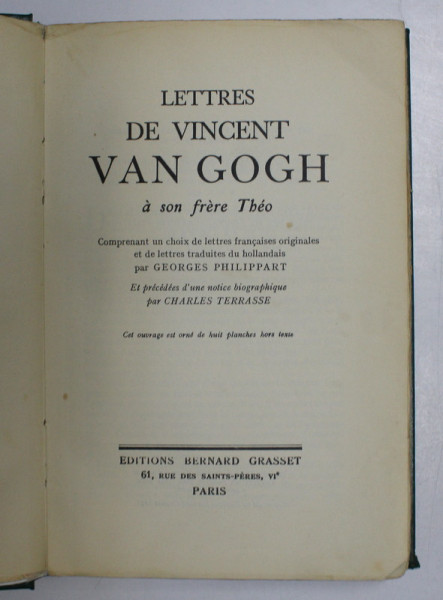 LETTRES
DE VINCENT
VAN GOGH
à son frère Théo
Comprenant un choix de lettres françaises originales
et de lettres traduites du hollandais
par GEORGES PHILIPPART
Et précédées d'une notice biographique
par CHARLES TERRASSE
Cet ouvrage est orné de huit planches hors texte
EDITIONS BERNARD GRASSET
61, RUE DES SAINTS-PÈRES, VIe
PARIS